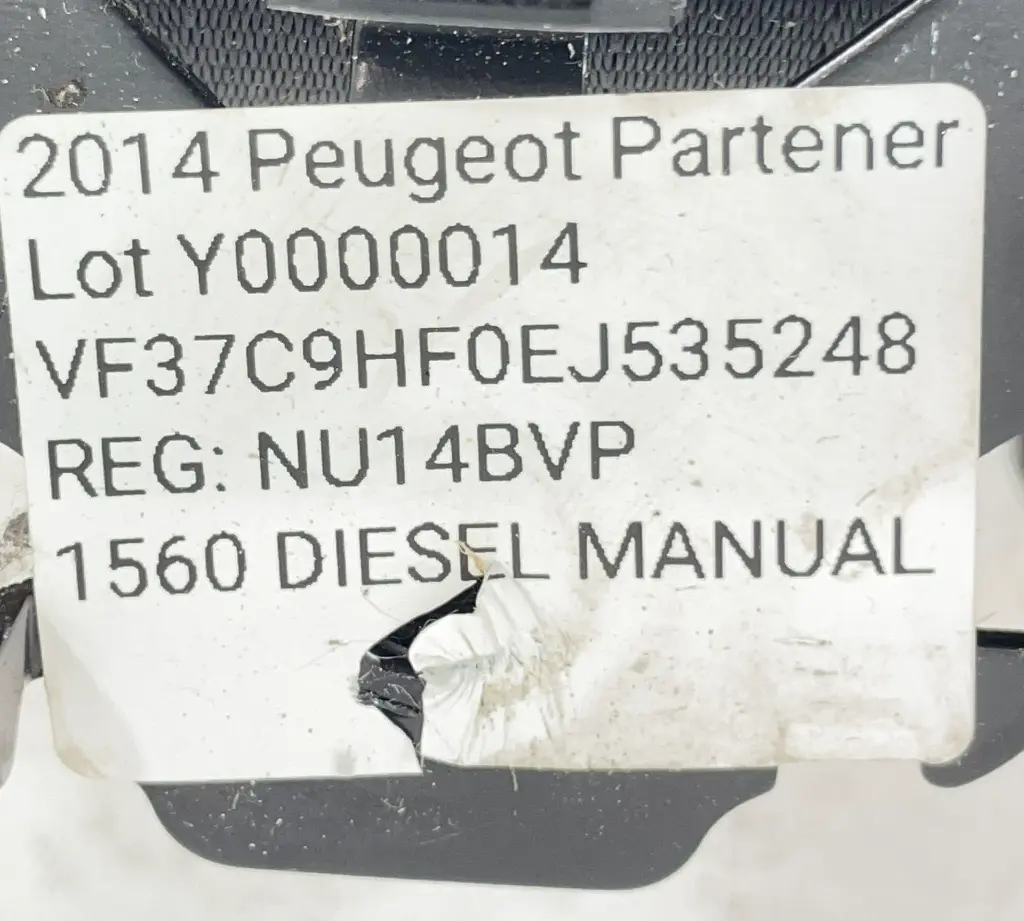 2014 Peugeot Partener
Lot Y0000014
VF37C9HF0EJ535248
REG: NU14BVP
1560 DIESEL MANUAL